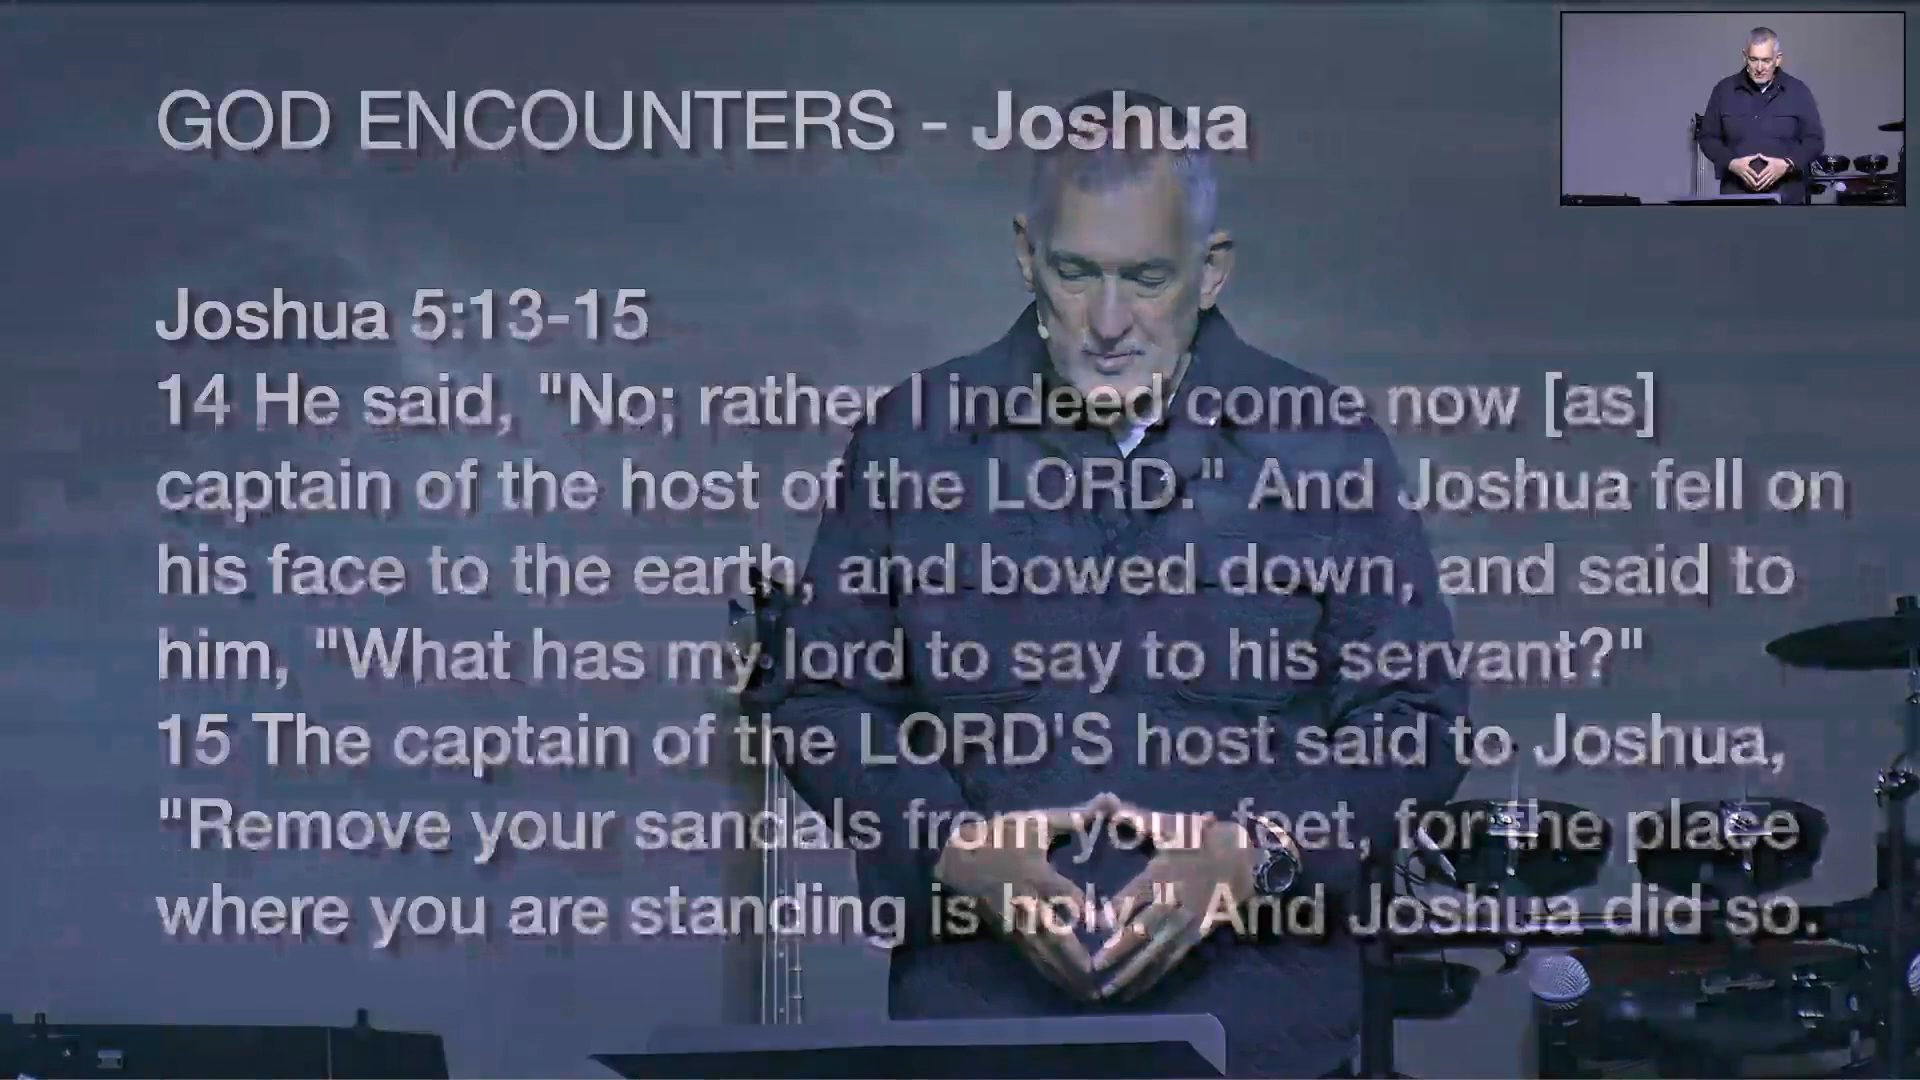 GOD ENCOUNTERS - Joshua
Joshua 5:13-15
14 He said, "No; rather I indeed come now [as]
captain of the host of the LORD." And Joshua fell on
his face to the earth, and bowed down, and said to
him, "What has my lord to say to his servant?"
15 The captain of the LORD'S host said to Joshua,
"Remove your sandals from your feet, for the place
where you are standing is holy." And Joshua did so.